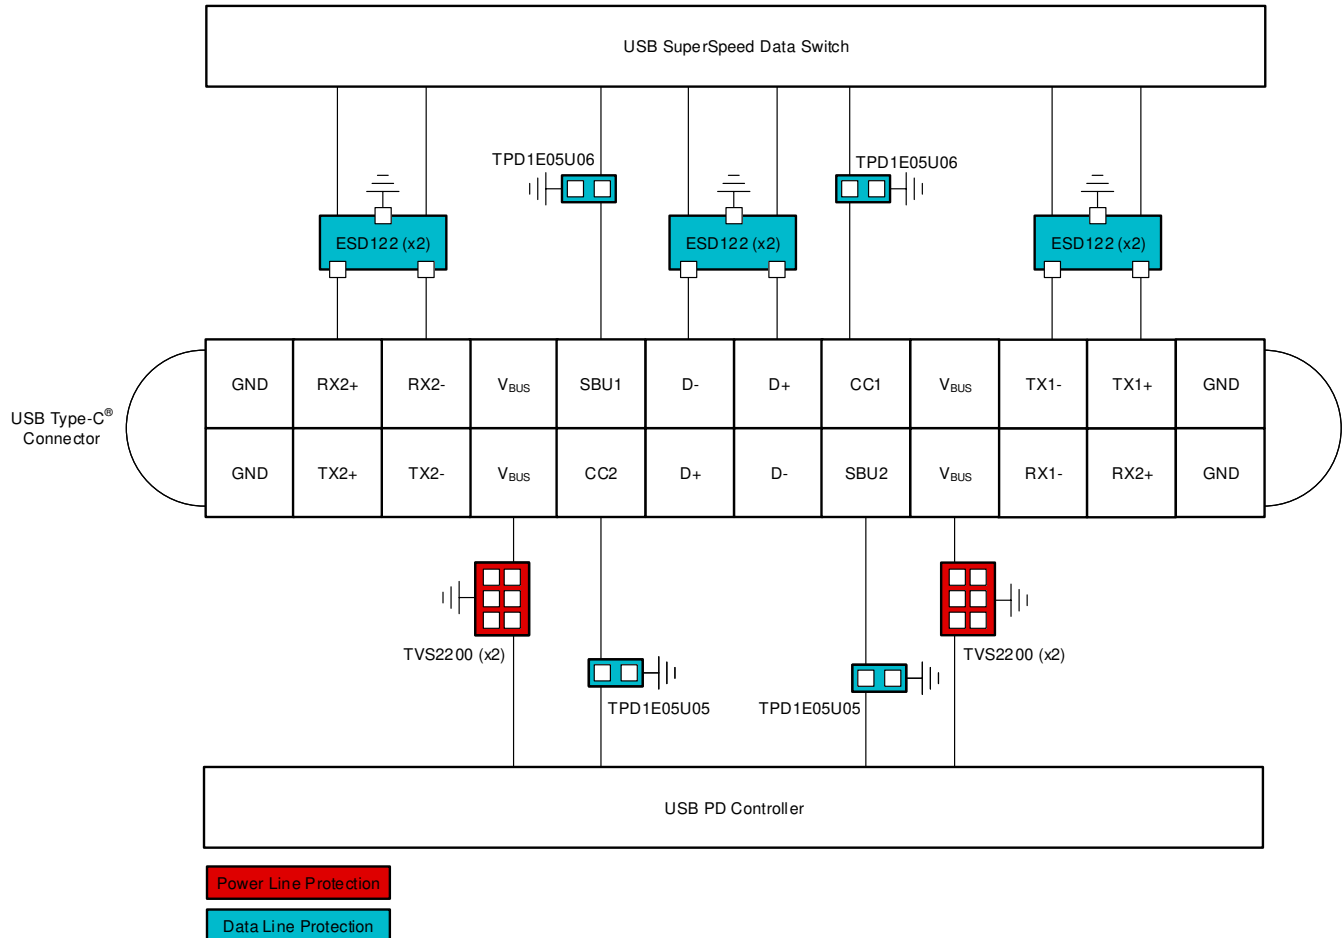 USB SuperSpeed Data Switch
TPD1E05U06
TPD1E05U06
ESD122 (x2)
ESD122 (x2)
ESD122 (x2)
USB Type-C®
Connector
GND RX2+ RX2- VBUS SBU1 D- D+ CC1 VBUS TX1- TX1+ GND
GND TX2+ TX2- VBUS CC2 D+ D- SBU2 VBUS RX1- RX2+ GND
TVS2200 (x2)
TVS2200 (x2)
TPD1E05U05
TPD1E05U05
USB PD Controller
Power Line Protection
Data Line Protection